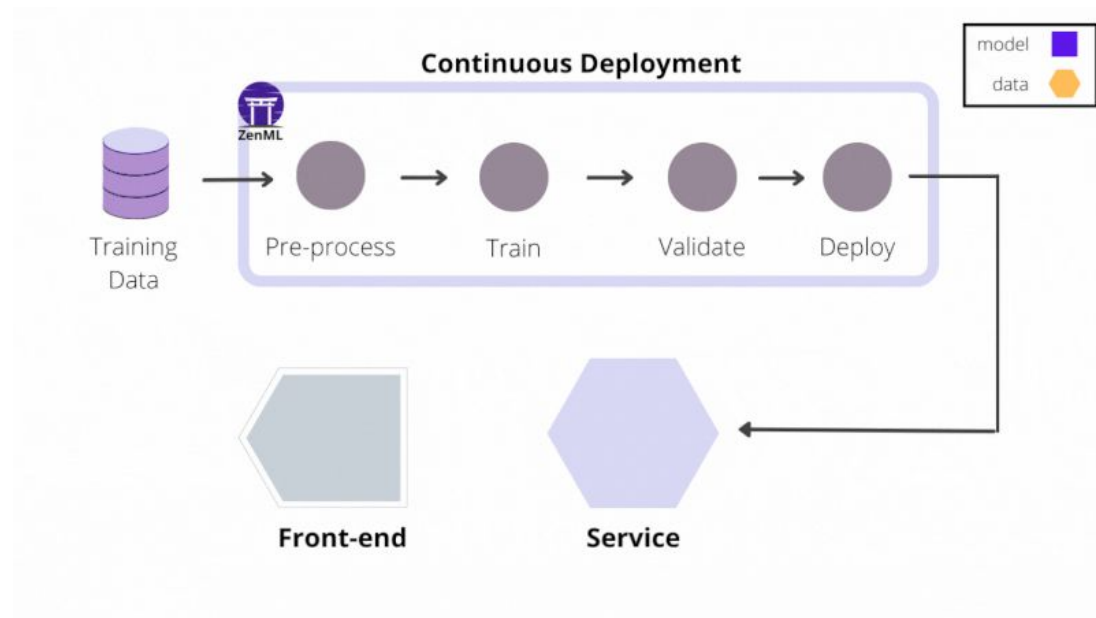 Continuous Deployment
model
data
ZenML
Training
Data
Pre-process
Train
Validate
Deploy
Front-end
Service